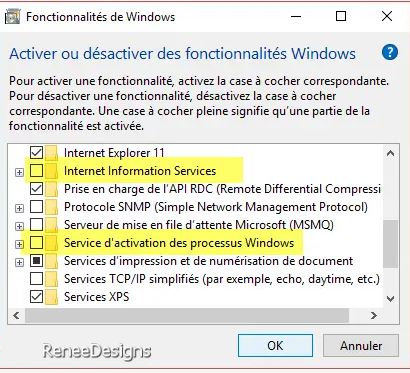 Fonctionnalités de Windows
Activer ou désactiver des fonctionnalités Windows
Pour activer une fonctionnalité, activez la case à cocher correspondante.
Pour désactiver une fonctionnalité, désactivez la case à cocher
correspondante. Une case à cocher pleine signifie qu'une partie de la
fonctionnalité est activée.
Internet Explorer 11
Internet Information Services
Prise en charge de l'API RDC (Remote Differential Compressi
Protocole SNMP (Simple Network Management Protocol)
Serveur de mise en file d'attente Microsoft (MSMQ)
Service d'activation des processus Windows
Services d'impression et de numérisation de document
Services TCP/IP simplifiés (par exemple, echo, daytime, etc.)
Services XPS
ReneeDesigns
OK
Annuler